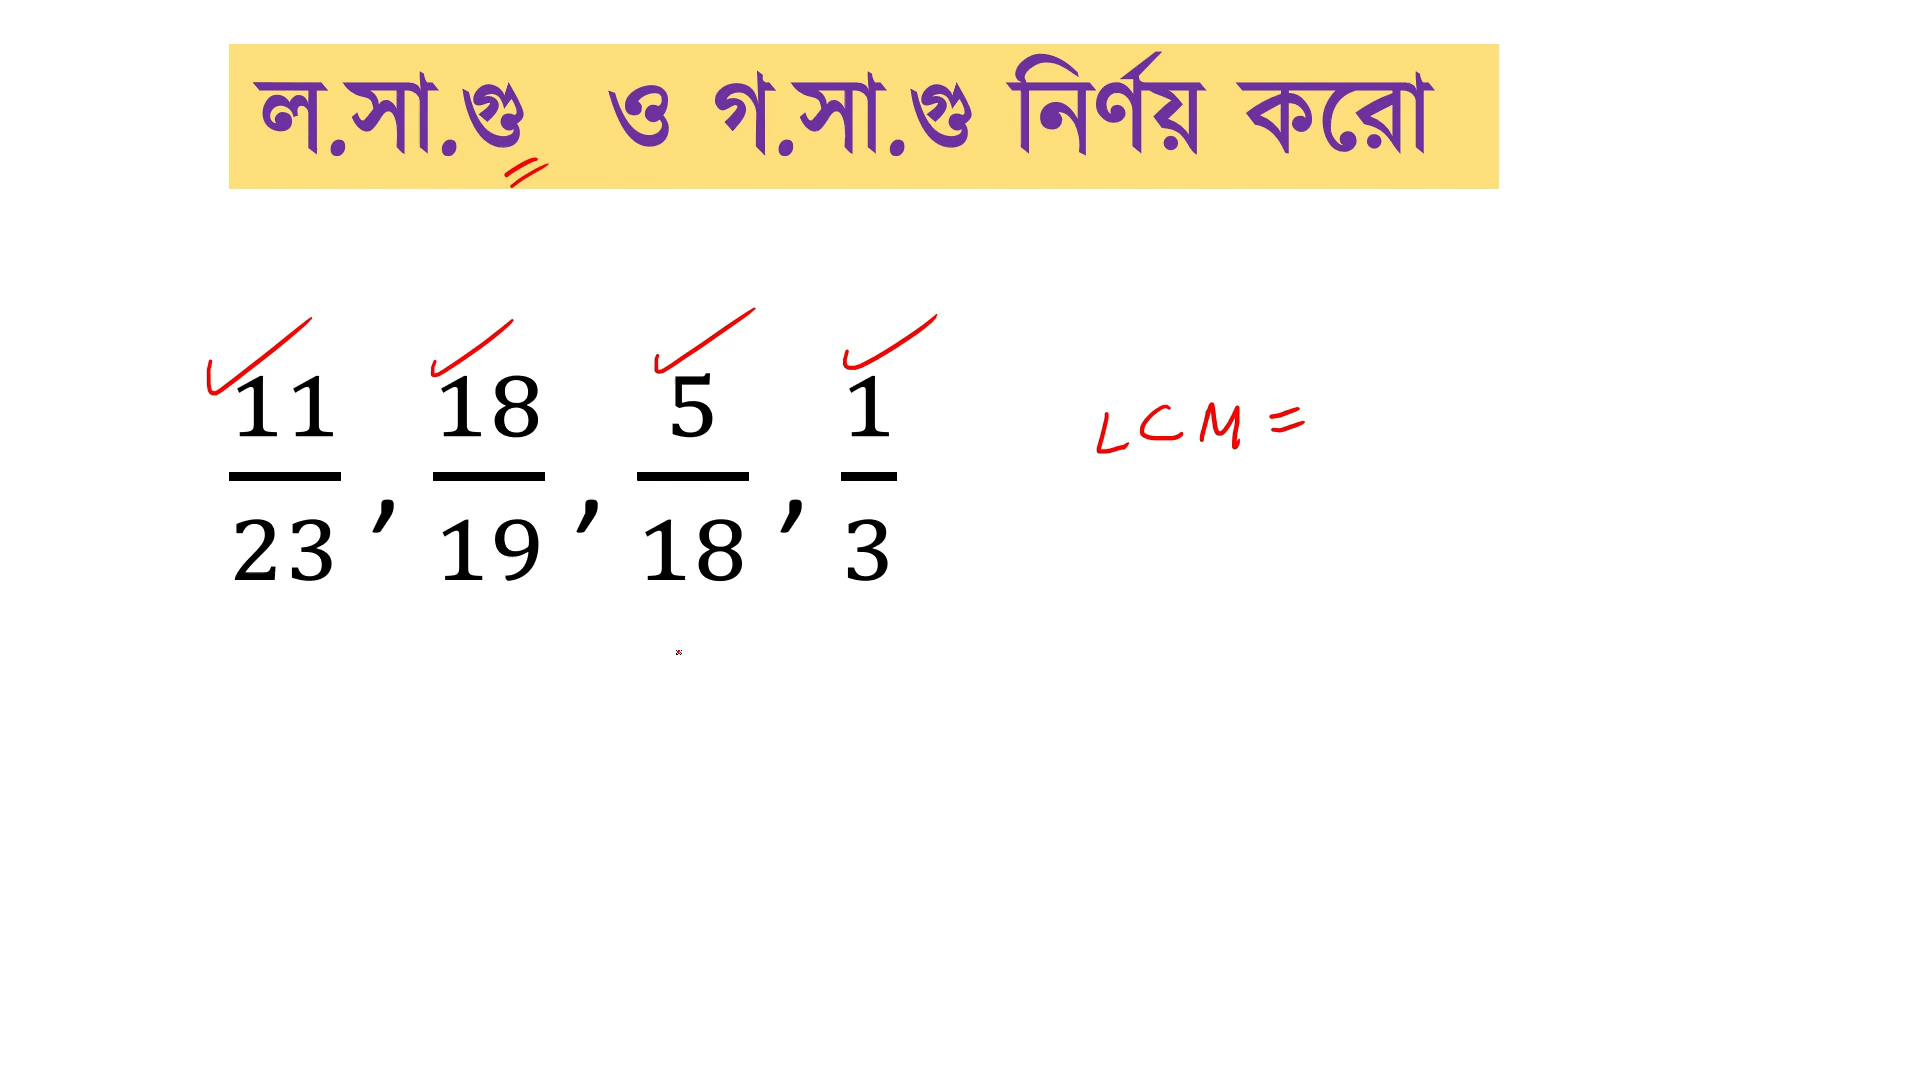 ল.সা.গু ও গ.সা.গু নির্ণয় করো
11/23, 18/19, 5/18, 1/3
LCM =